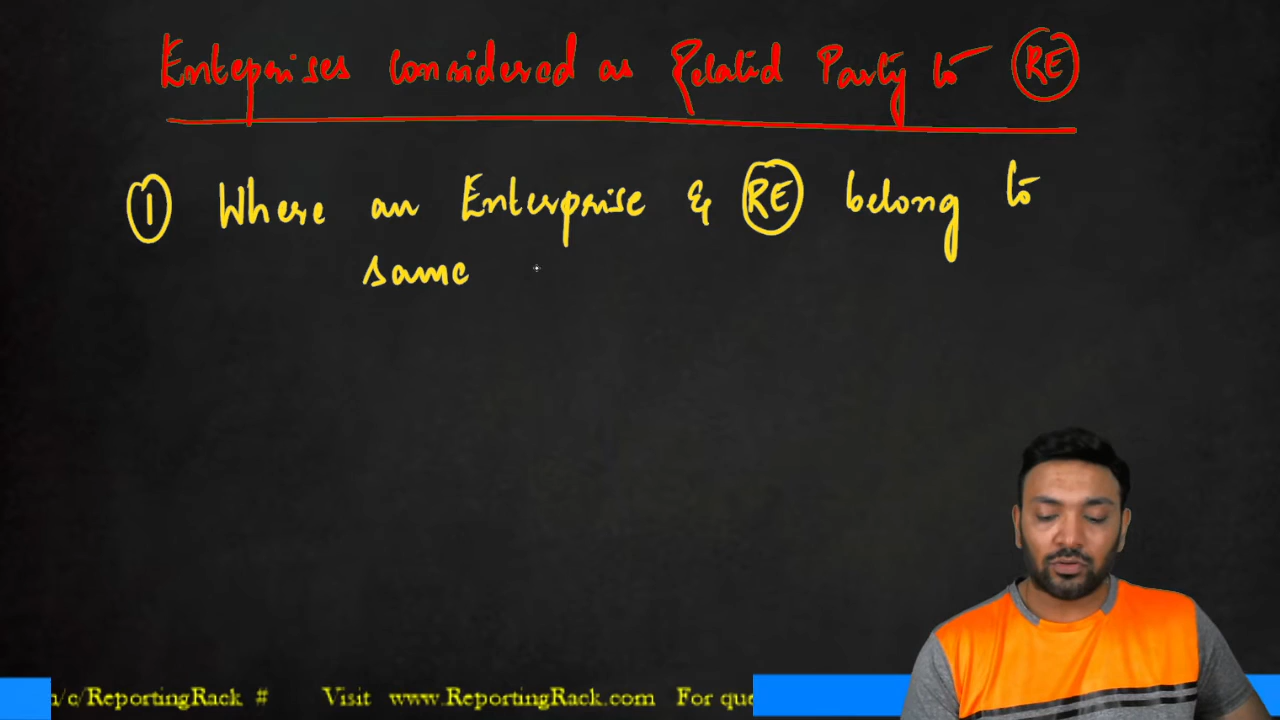 Enteprises considered as Related Party to RE
1 Where an Enterprise & RE belong to
same
n/c/ReportingRack # Visit www.ReportingRack.com For que